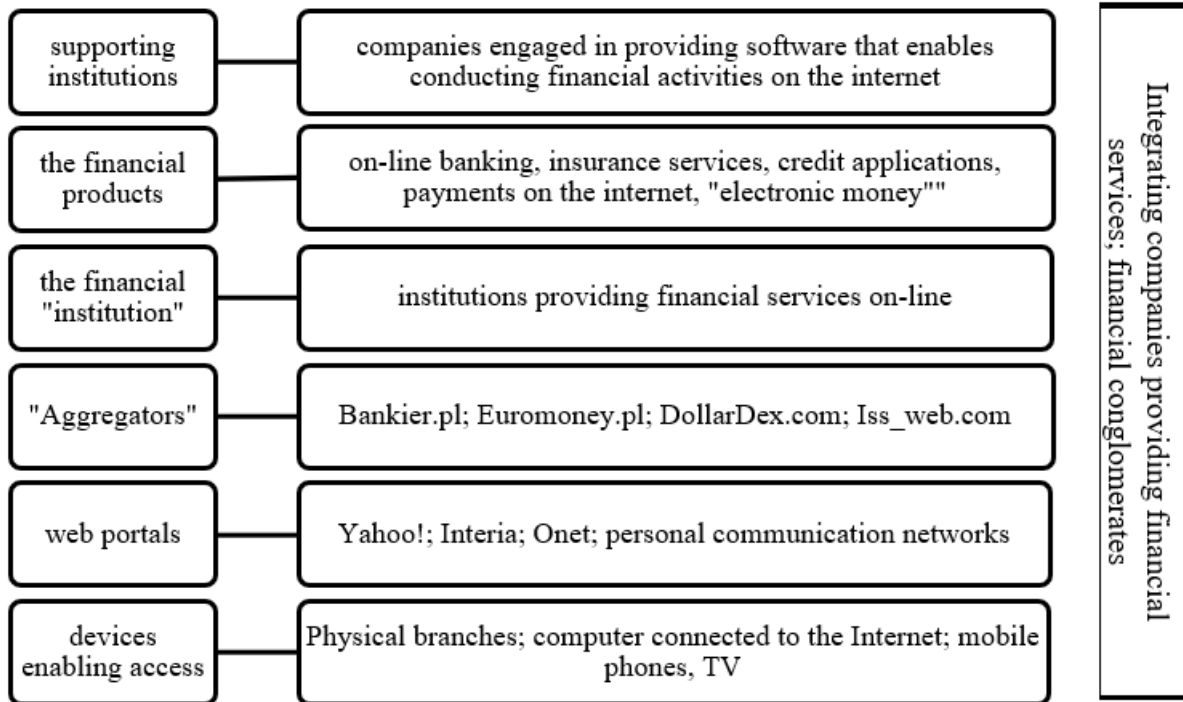 supporting
institutions
companies engaged in providing software that enables
conducting financial activities on the internet
the financial
products
on-line banking, insurance services, credit applications,
payments on the internet, "electronic money""
the financial
"institution"
institutions providing financial services on-line
"Aggregators"
Bankier.pl; Euromoney.pl; DollarDex.com; Iss_web.com
web portals
Yahoo!; Interia; Onet; personal communication networks
devices
enabling access
Physical branches; computer connected to the Internet; mobile
phones, TV
Integrating companies providing financial
services; financial conglomerates